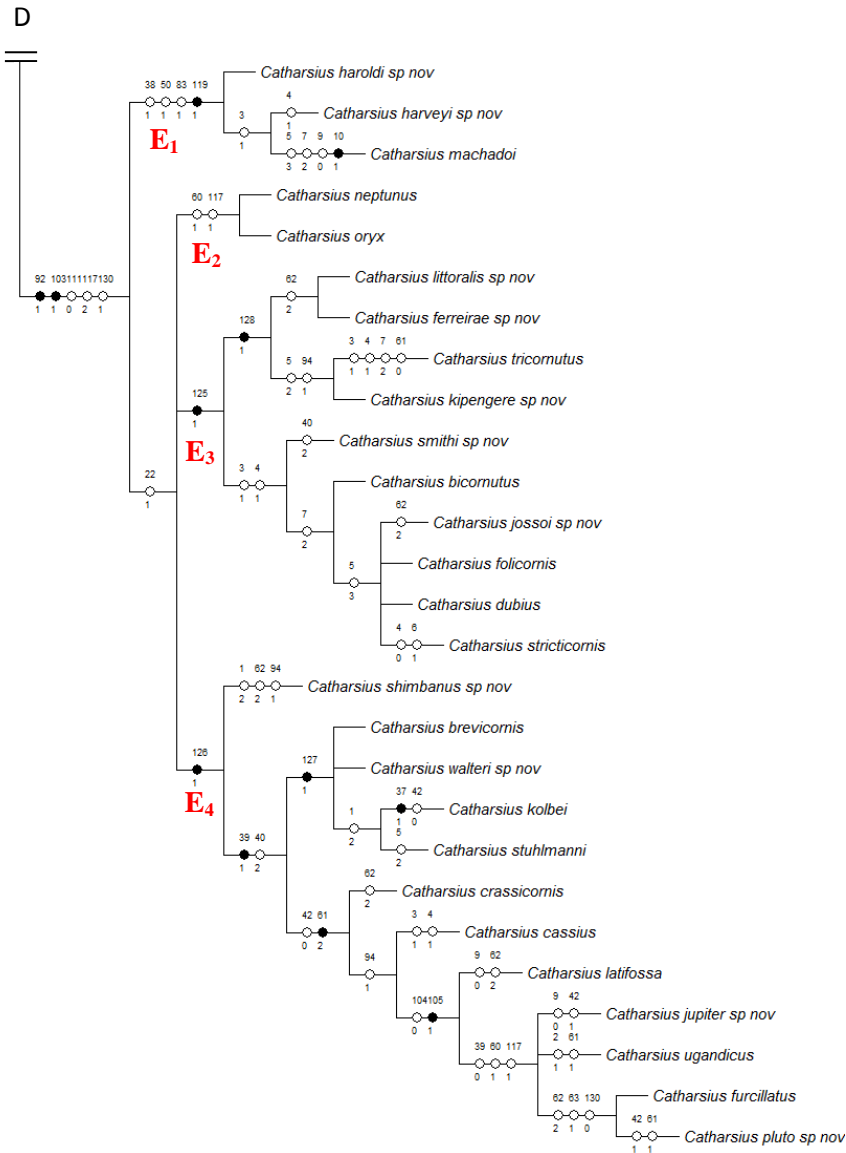 D
Catharsius haroldi sp nov
38 50 83 119
1 1 1 1
E1
4
Catharsius harveyi sp nov
1
3
1
5 7 9 10
Catharsius machadoi
3 2 0 1
60 117
Catharsius neptunus
1 1
E2
Catharsius oryx
92 103111117130
1 1 0 2 1
62
Catharsius littoralis sp nov
2
128
1
Catharsius ferreirae sp nov
3 4 7 61
Catharsius tricornutus
1 1 2 0
5 94
2 1
Catharsius kipengere sp nov
125
1
E3
40
Catharsius smithi sp nov
2
22
1
3 4
1 1
Catharsius bicornutus
7
2
62
Catharsius jossoi sp nov
2
Catharsius folicornis
5
3
Catharsius dubius
4 6
Catharsius stricticornis
0 1
1 62 94
Catharsius shimbanus sp nov
2 2 1
Catharsius brevicornis
126
1
E4
127
1
Catharsius walteri sp nov
37 42
Catharsius kolbei
1 0
1
2
5
Catharsius stuhlmanni
2
39 40
1 2
62
Catharsius crassicornis
2
42 61
0 2
3 4
Catharsius cassius
1 1
94
1
9 62
Catharsius latifossa
0 2
104105
0 1
9 42
Catharsius jupiter sp nov
0 1
2 61
Catharsius ugandicus
1 1
39 60 117
0 1 1
Catharsius furcillatus
62 63 130
2 1 0
42 61
Catharsius pluto sp nov
1 1